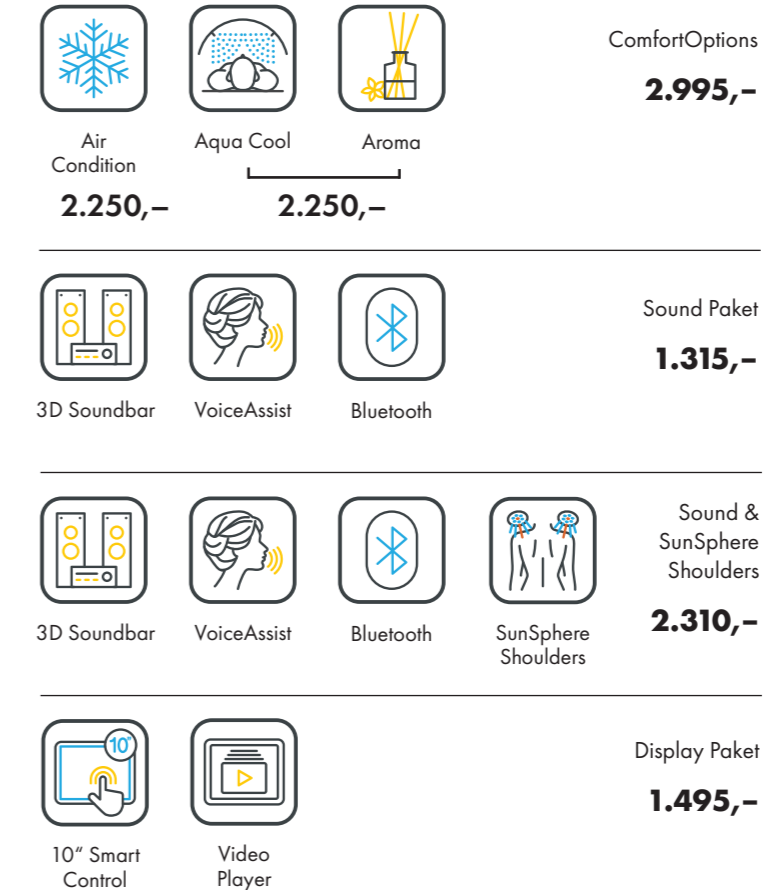 ComfortOptions
2.995,–
Air
Condition
Aqua Cool
Aroma
2.250,–
2.250,–
Sound Paket
1.315,–
3D Soundbar
VoiceAssist
Bluetooth
Sound &
SunSphere
Shoulders
2.310,–
3D Soundbar
VoiceAssist
Bluetooth
SunSphere
Shoulders
10"
Display Paket
1.495,–
10“ Smart
Control
Video
Player